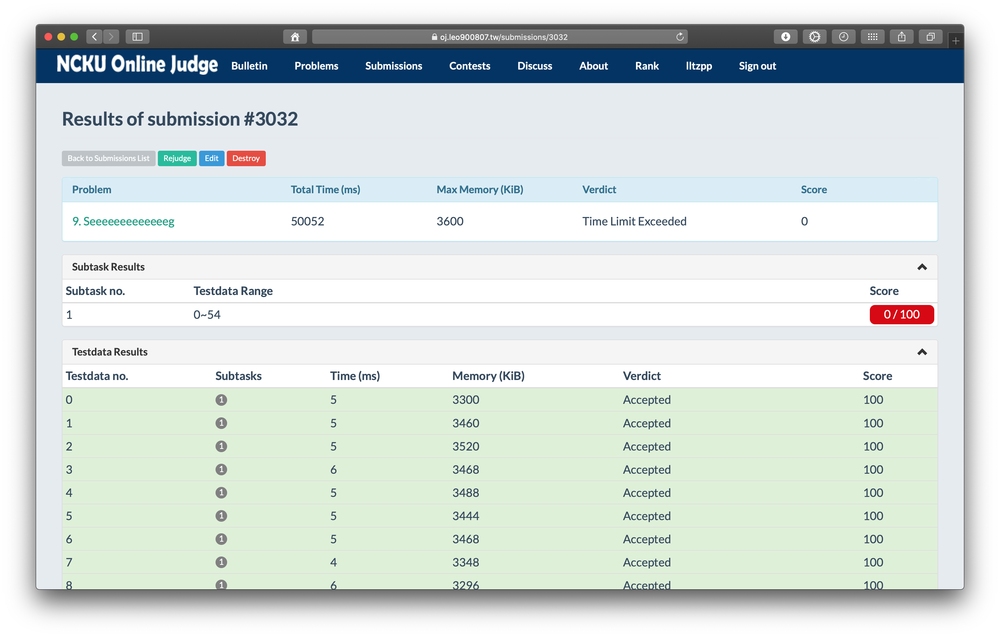 oj.leo900807.tw/submissions/3032
NCKU Online Judge Bulletin Problems Submissions Contests Discuss About Rank lltzpp Sign out
Results of submission #3032
Back to Submissions List Rejudge Edit Destroy
Problem Total Time (ms) Max Memory (KiB) Verdict Score
9. Seeeeeeeeeeeeeg 50052 3600 Time Limit Exceeded 0
Subtask Results
Subtask no. Testdata Range Score
1 0~54 0 / 100
Testdata Results
Testdata no. Subtasks Time (ms) Memory (KiB) Verdict Score
0 1 5 3300 Accepted 100
1 1 5 3460 Accepted 100
2 1 5 3520 Accepted 100
3 1 6 3468 Accepted 100
4 1 5 3488 Accepted 100
5 1 5 3444 Accepted 100
6 1 5 3468 Accepted 100
7 1 4 3348 Accepted 100
8 1 6 3296 Accepted 100